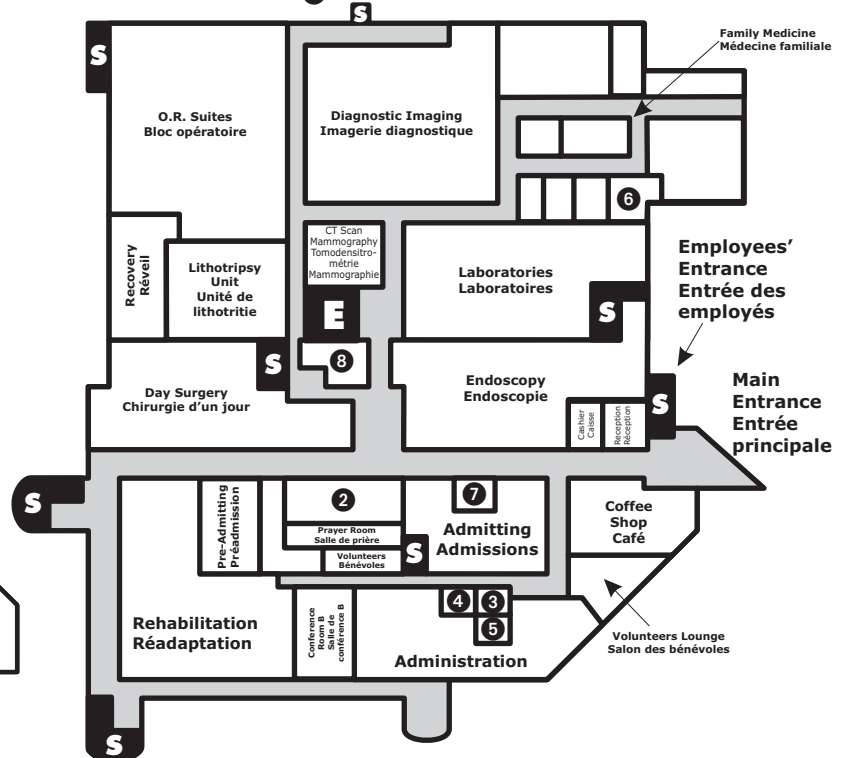 S
Family Medicine
Médecine familiale
S
O.R. Suites
Bloc opératoire
Diagnostic Imaging
Imagerie diagnostique
6
CT Scan
Mammography
Tomodensitro-
métrie
Mammographie
Recovery
Réveil
Lithotripsy
Unit
Unité de
lithotritie
Laboratories
Laboratoires
Employees’
Entrance
Entrée des
employés
E
S
S
8
Day Surgery
Chirurgie d’un jour
Endoscopy
Endoscopie
Cashier
Caisse
Reception
Réception
S
Main
Entrance
Entrée
principale
S
Pre-Admitting
Préadmission
2
Prayer Room
Salle de prière
Volunteers
Bénévoles
S
7
Admitting
Admissions
Coffee
Shop
Café
Rehabilitation
Réadaptation
Conference
Room B
Salle de
conférence B
4
3
5
Administration
Volunteers Lounge
Salon des bénévoles
S